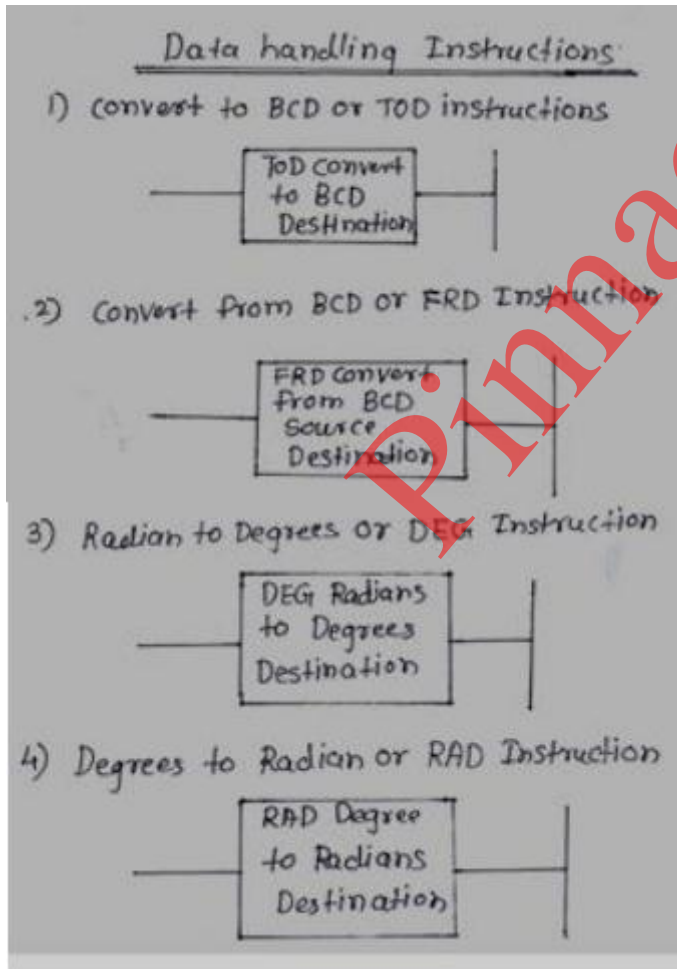 Data handling Instructions
1) Convert to BCD or TOD instructions
TOD Convert
to BCD
Destination
.2) Convert from BCD or FRD Instruction
FRD Convert
from BCD
Source
Destination
3) Radian to Degrees or DEG Instruction
DEG Radians
to Degrees
Destination
4) Degrees to Radian or RAD Instruction
RAD Degree
to Radians
Destination